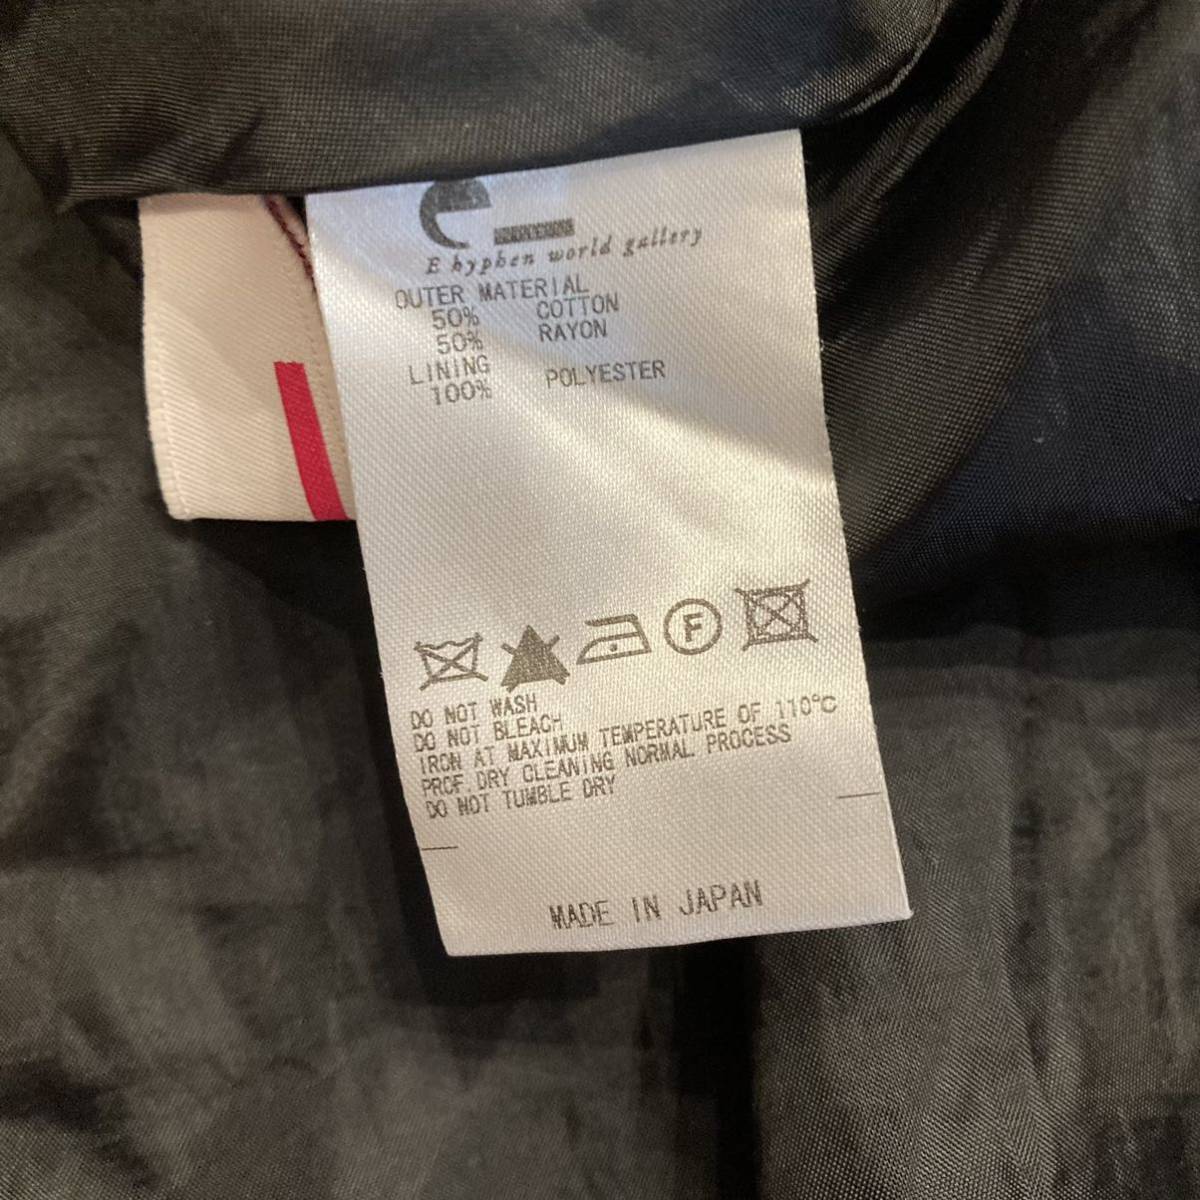 e
E hyphen world gallery
OUTER MATERIAL
50% COTTON
50% RAYON
LINING
100% POLYESTER
F
DO NOT WASH
DO NOT BLEACH
IRON AT MAXIMUM TEMPERATURE OF 110°C
PROF.DRY CLEANING NORMAL PROCESS
DO NOT TUMBLE DRY
MADE IN JAPAN